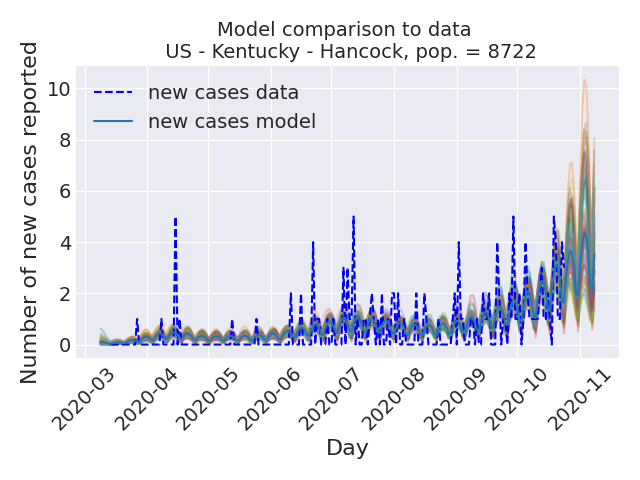 Model comparison to data
US - Kentucky - Hancock, pop. = 8722
new cases data
new cases model
Number of new cases reported
10
8
6
4
2
0
2020-03
2020-04
2020-05
2020-06
2020-07
2020-08
2020-09
2020-10
2020-11
Day